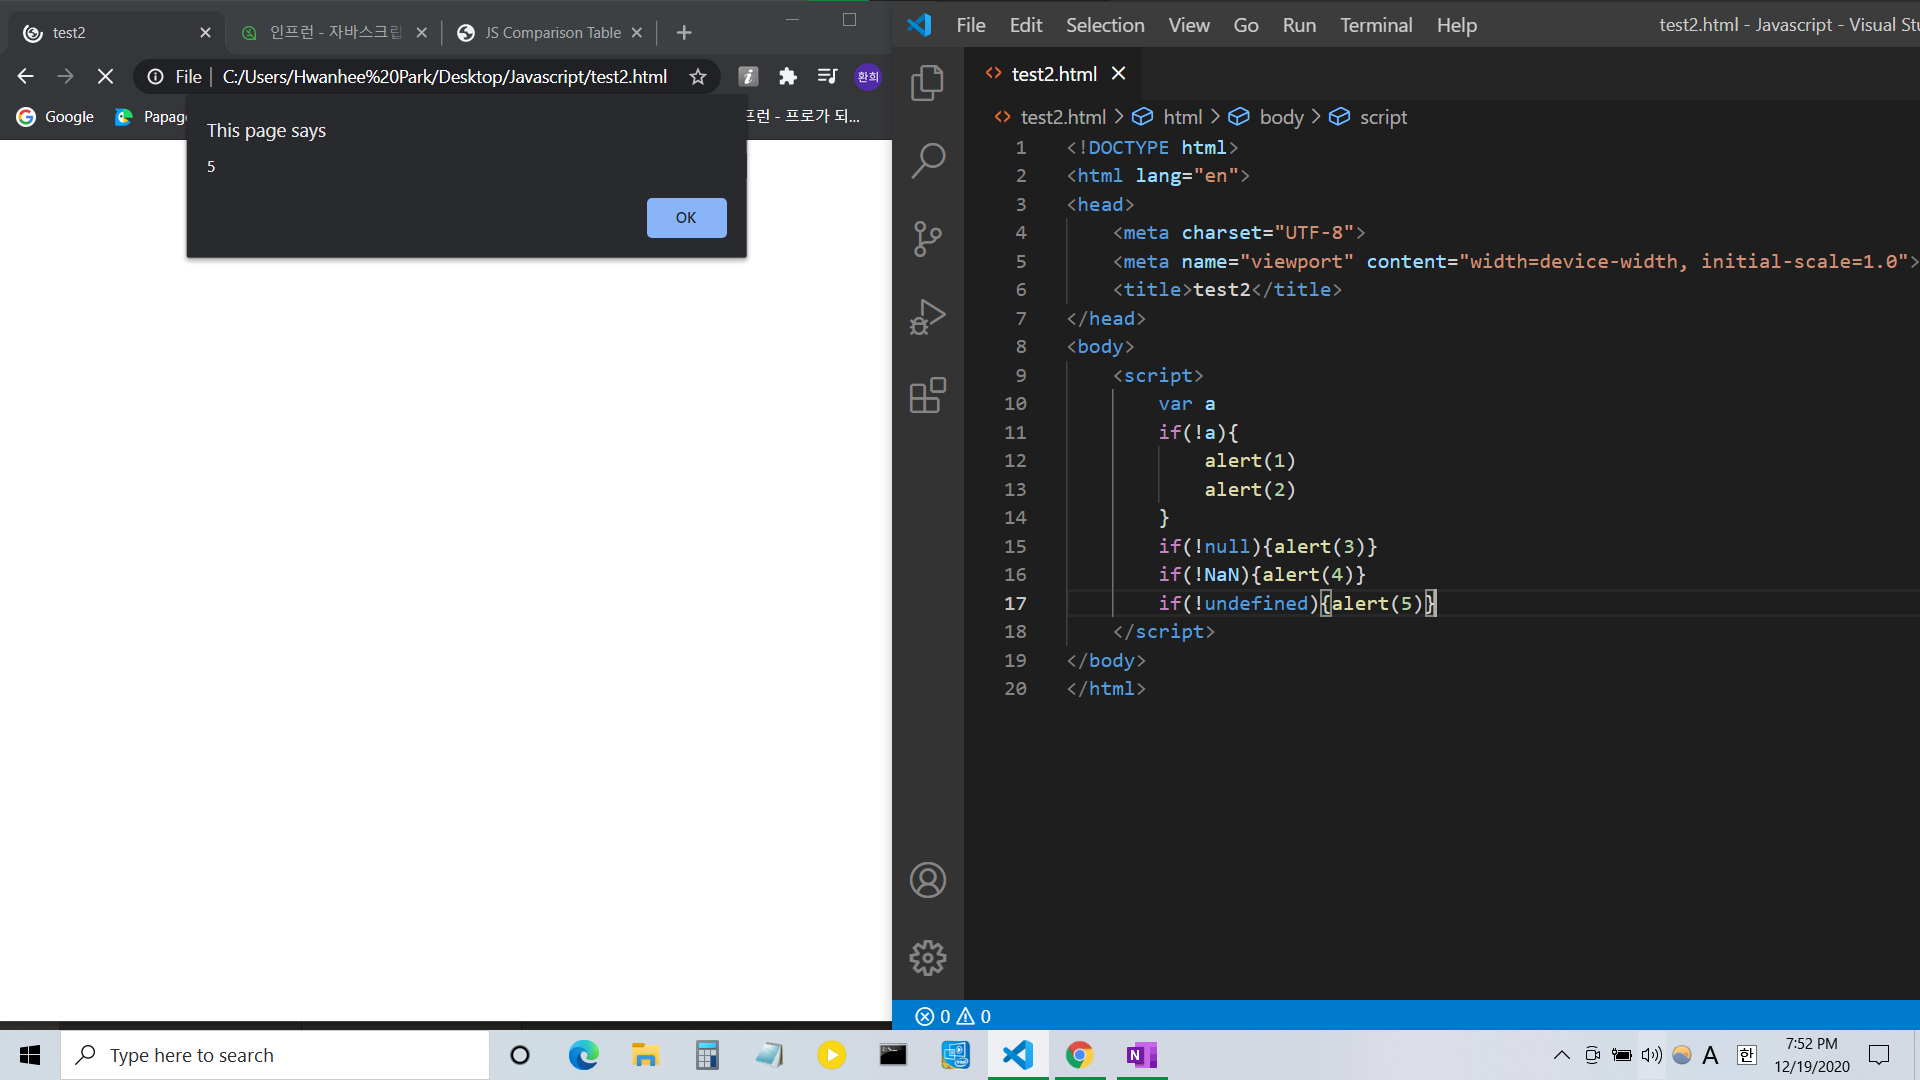 test2
인프런 - 자바스크립
JS Comparison Table
File
C:/Users/Hwanhee%20Park/Desktop/Javascript/test2.html
환희
Google
프런 - 프로가 되...
This page says
5
OK
File Edit Selection View Go Run Terminal Help
test2.html - Javascript - Visual
test2.html
test2.html > html > body > script
1 <!DOCTYPE html>
2 <html lang="en">
3 <head>
4 <meta charset="UTF-8">
5 <meta name="viewport" content="width=device-width, initial-scale=1.0">
6 <title>test2</title>
7 </head>
8 <body>
9 <script>
10 var a
11 if(!a){
12 alert(1)
13 alert(2)
14 }
15 if(!null){alert(3)}
16 if(!NaN){alert(4)}
17 if(!undefined){alert(5)}
18 </script>
19 </body>
20 </html>
0 0
Type here to search
A
한
7:52 PM
12/19/2020